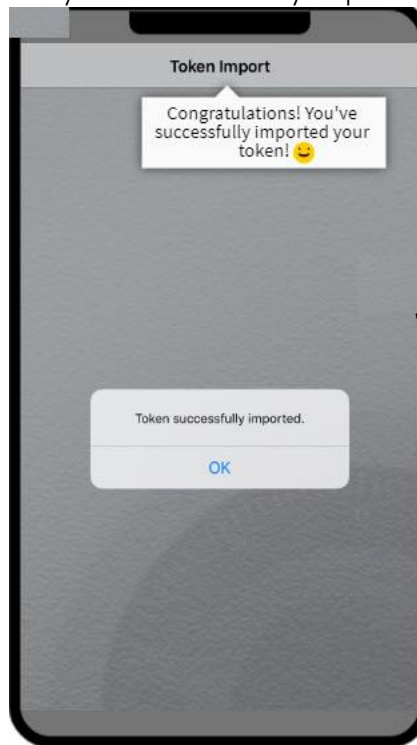 Token Import
Congratulations! You've
successfully imported your
token! 😀
Token successfully imported.
OK